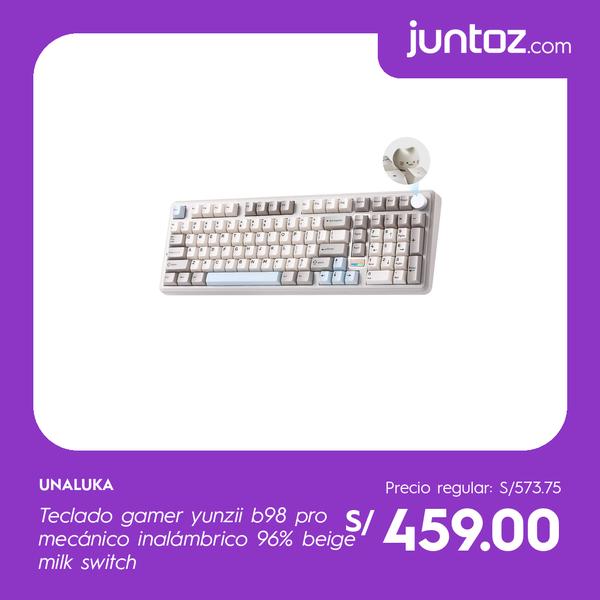 juntoz.com
UNALUKA
Precio regular: S/573.75
Teclado gamer yunzii b98 pro
mecánico inalámbrico 96% beige
milk switch
S/ 459.00